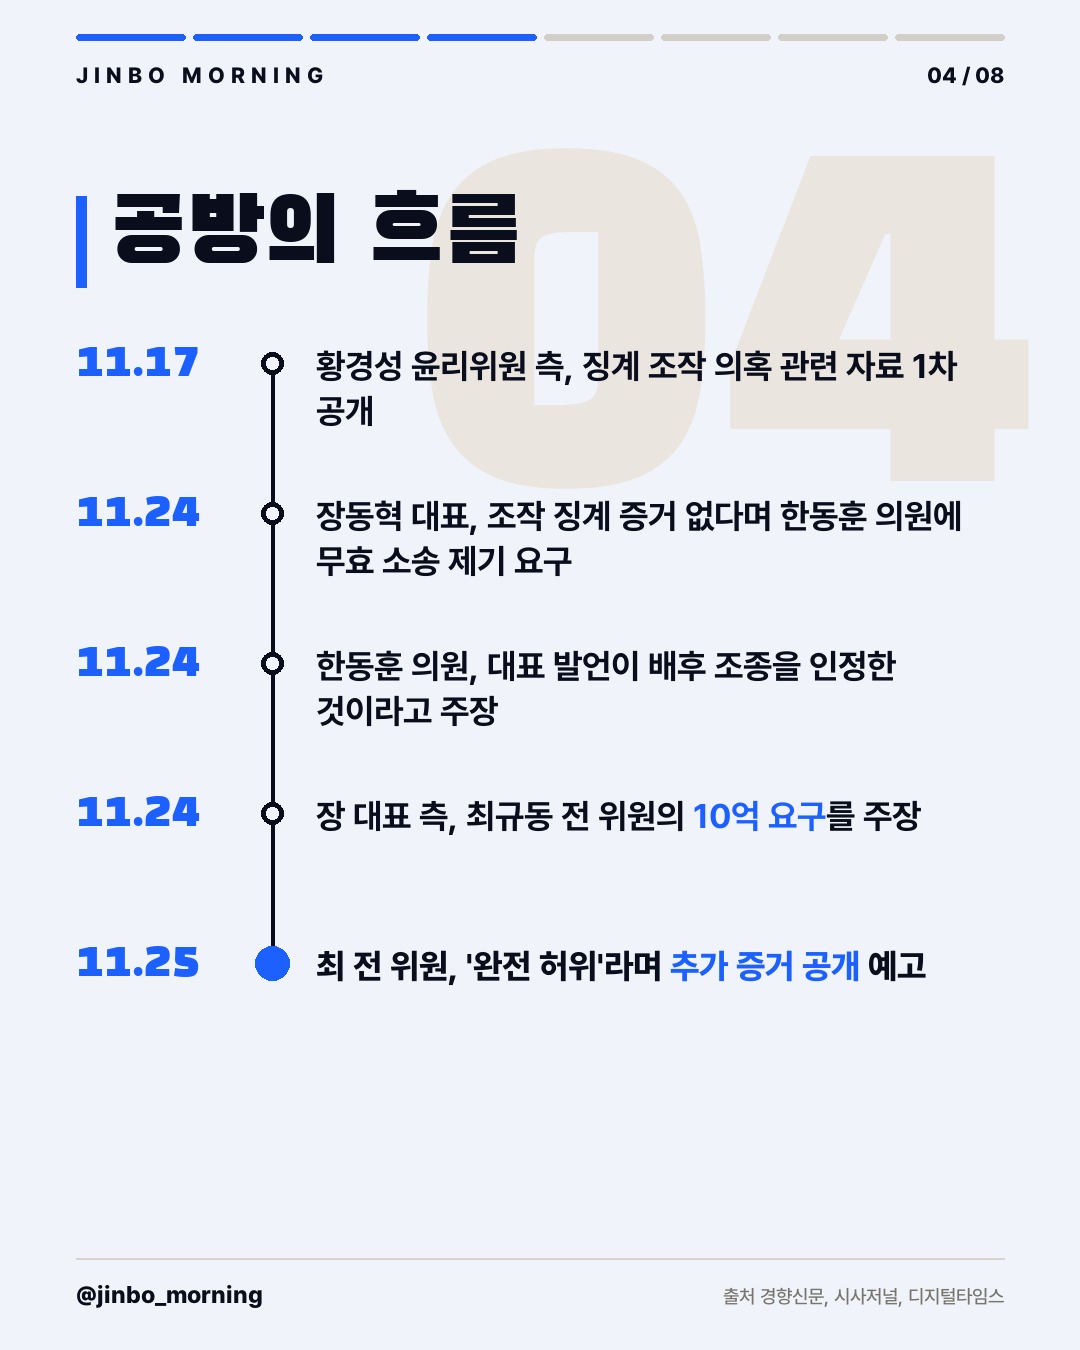 JINBO MORNING
04 / 08
04
공방의 흐름
11.17
황경성 윤리위원 측, 징계 조작 의혹 관련 자료 1차
공개
11.24
장동혁 대표, 조작 징계 증거 없다며 한동훈 의원에
무효 소송 제기 요구
11.24
한동훈 의원, 대표 발언이 배후 조종을 인정한
것이라고 주장
11.24
장 대표 측, 최규동 전 위원의 10억 요구를 주장
11.25
최 전 위원, '완전 허위'라며 추가 증거 공개 예고
@jinbo_morning
출처 경향신문, 시사저널, 디지털타임스